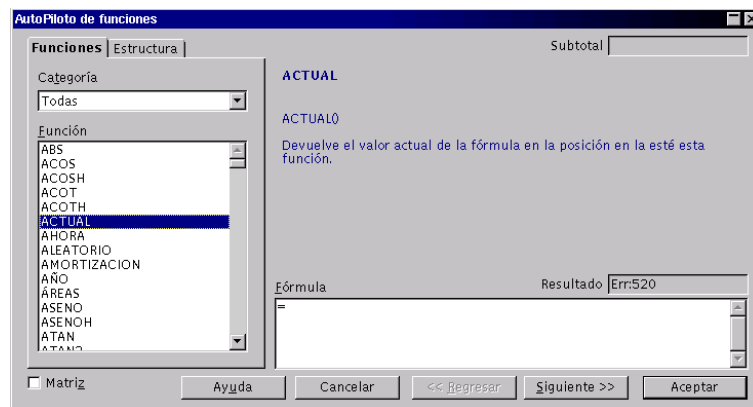 AutoPiloto de funciones
Funciones
Estructura
Subtotal
Categoría
Todas
Función
ABS
ACOS
ACOSH
ACOT
ACOTH
ACTUAL
AHORA
ALEATORIO
AMORTIZACION
AÑO
ÁREAS
ASENO
ASENOH
ATAN
ATAN2
ACTUAL
ACTUAL()
Devuelve el valor actual de la fórmula en la posición en la esté esta
función.
Fórmula
Resultado Err:520
=
Matriz
Ayuda
Cancelar
<< Regresar
Siguiente >>
Aceptar